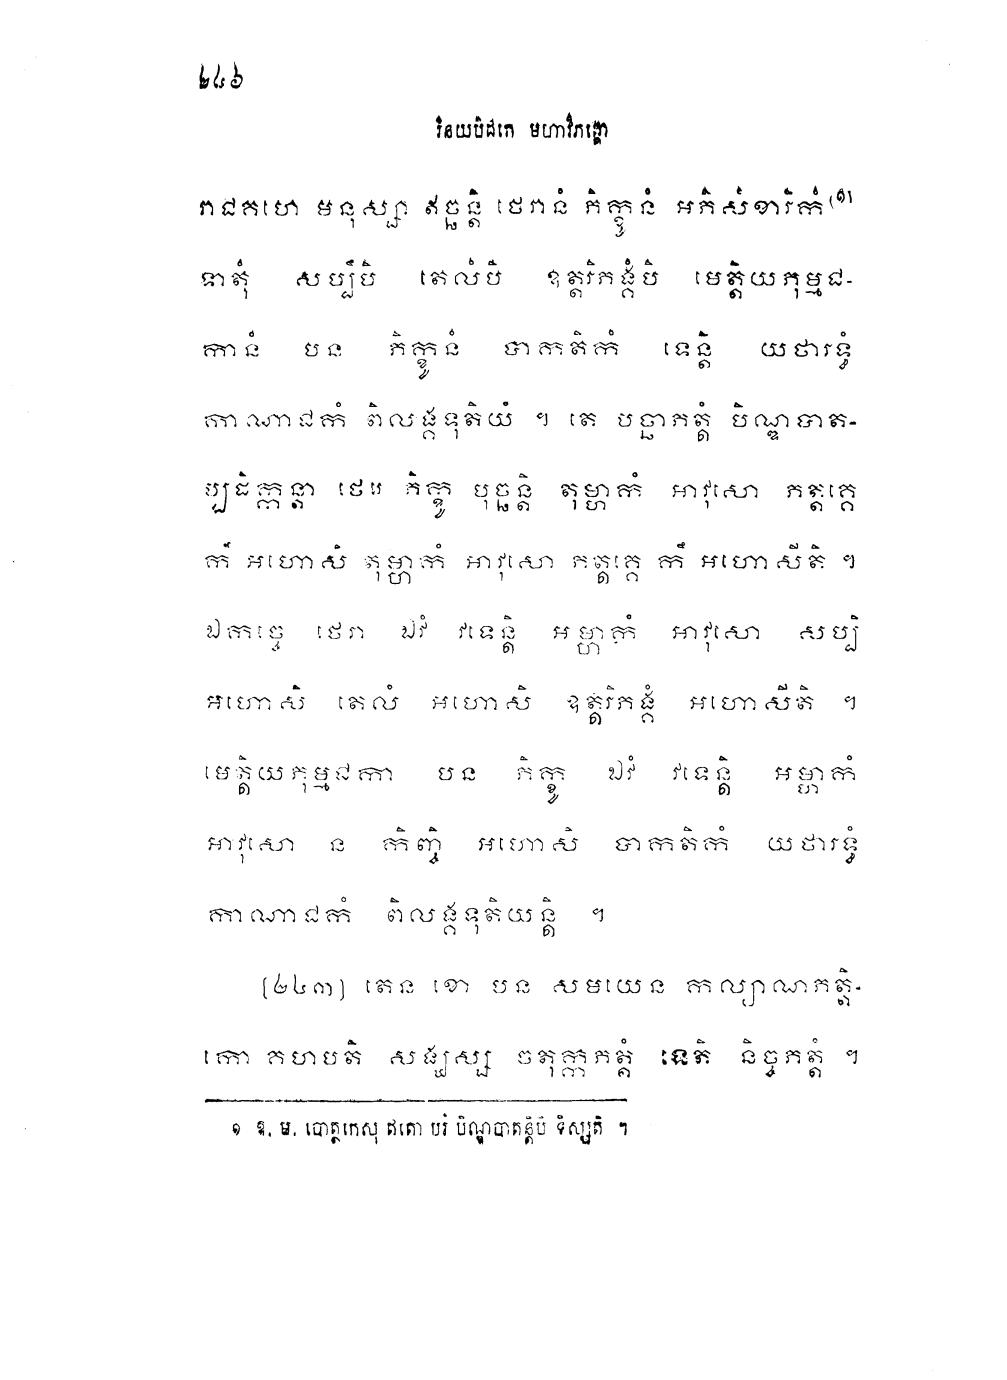 ២៤៦
វិនយបិដកេ មហាវិភង្គោ
រាជគហេ មនុស្សា ឥច្ឆន្តិ ថេរានំ ភិក្ខូនំ អភិសំខារិកំ(១)
ទាតុំ សប្បិំបិ តេលំបិ ឧត្តរិភង្គំបិ មេត្តិយភុម្មជ-
កានំ បន ភិក្ខូនំ បាកតិកំ ទេន្តិ យថារទ្ធំ
កាណាជកំ ពិលង្គទុតិយំ ។ តេ បច្ឆាភត្តំ បិណ្ឌបាត-
ប្បដិក្កន្តា ថេរេ ភិក្ខូ បុច្ឆន្តិ តុម្ហាកំ អាវុសោ ភត្តគ្គេ
កឹ អហោសិ តុម្ហាកំ អាវុសោ ភត្តគ្គេ កឹ អហោសីតិ ។
ឯកច្ចេ ថេរា ឯវំ វទេន្តិ អម្ហាកំ អាវុសោ សប្បិ
អហោសិ តេលំ អហោសិ ឧត្តរិភង្គំ អហោសីតិ ។
មេត្តិយភុម្មជកា បន ភិក្ខូ ឯវំ វទេន្តិ អម្ហាកំ
អាវុសោ ន កិញ្ចិ អហោសិ បាកតិកំ យថារទ្ធំ
កាណាជកំ ពិលង្គទុតិយន្តិ ។
(២៤៣) តេន ខោ បន សមយេន កល្យាណភត្តិ-
កោ គហបតិ សង្ឃស្ស ចតុក្កភត្តំ ទេតិ និច្ចភត្តំ ។
១ ឱ. ម. បោត្ថកេសុ ឥតោ បរំ បិណ្ឌបាតន្តិបិ ទិស្សតិ ។